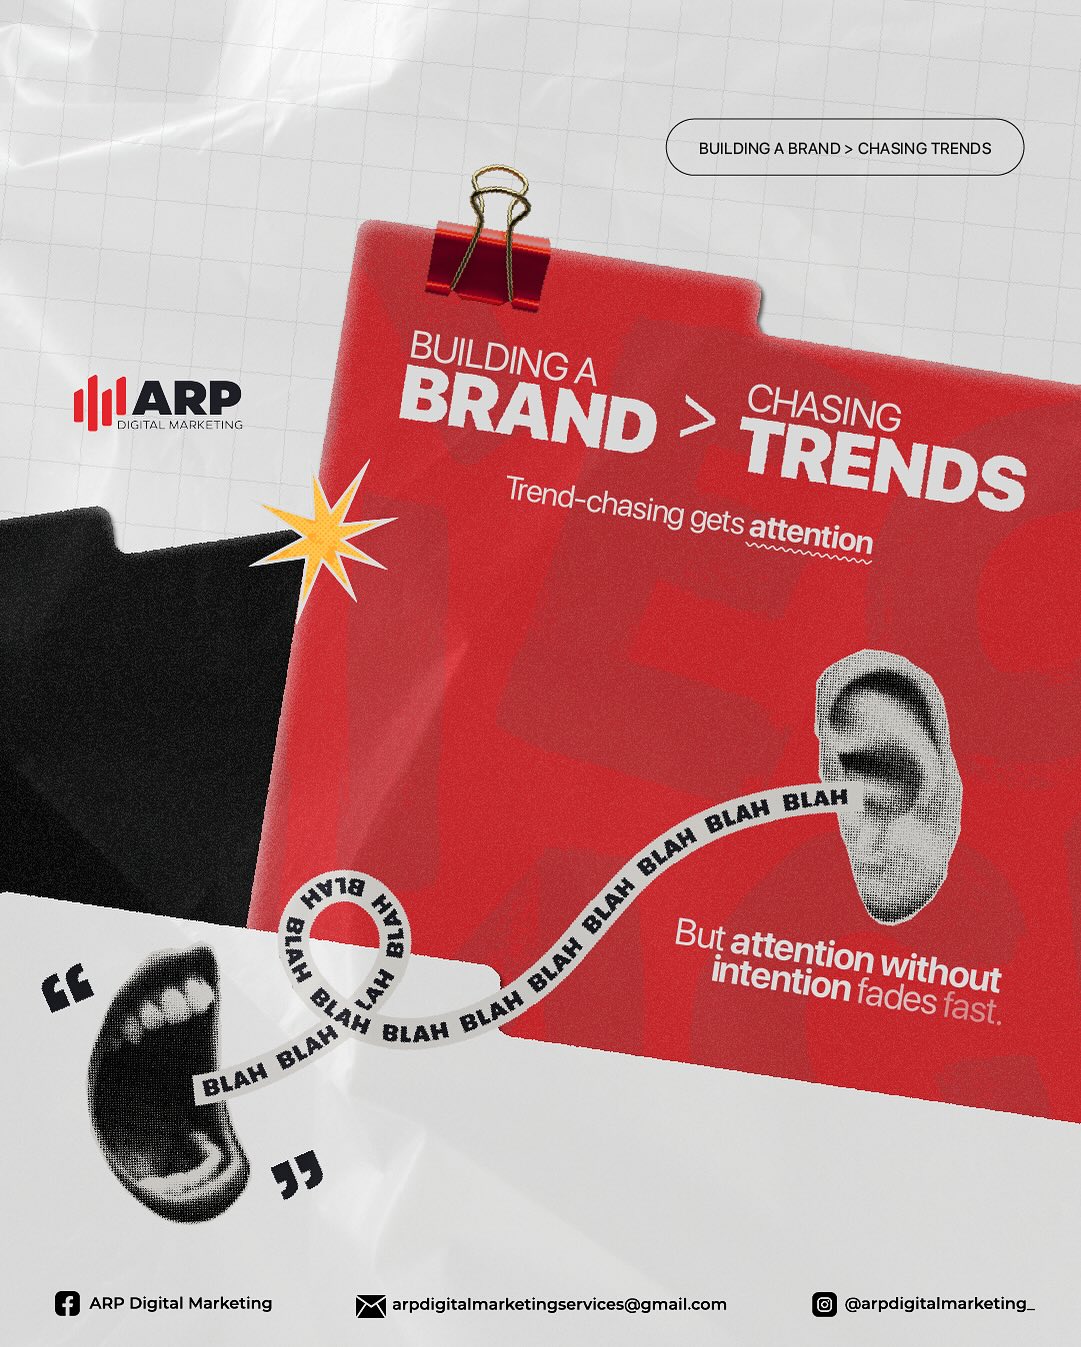 BUILDING A BRAND > CHASING TRENDS
ARP
DIGITAL MARKETING
BUILDING A
BRAND
>
CHASING
TRENDS
Trend-chasing gets attention
BLAH BLAH BLAH BLAH BLAH BLAH BLAH BLAH BLAH BLAH BLAH BLAH BLAH BLAH BLAH
But attention without
intention fades fast.
“
”
ARP Digital Marketing
arpdigitalmarketingservices@gmail.com
@arpdigitalmarketing_